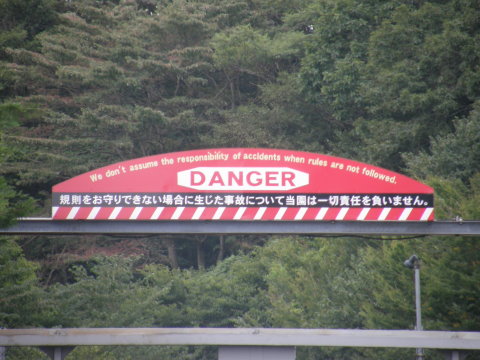 We don't assume the responsibility of accidents when rules are not followed.
DANGER
規則をお守りできない場合に生じた事故について当園は一切責任を負いません。